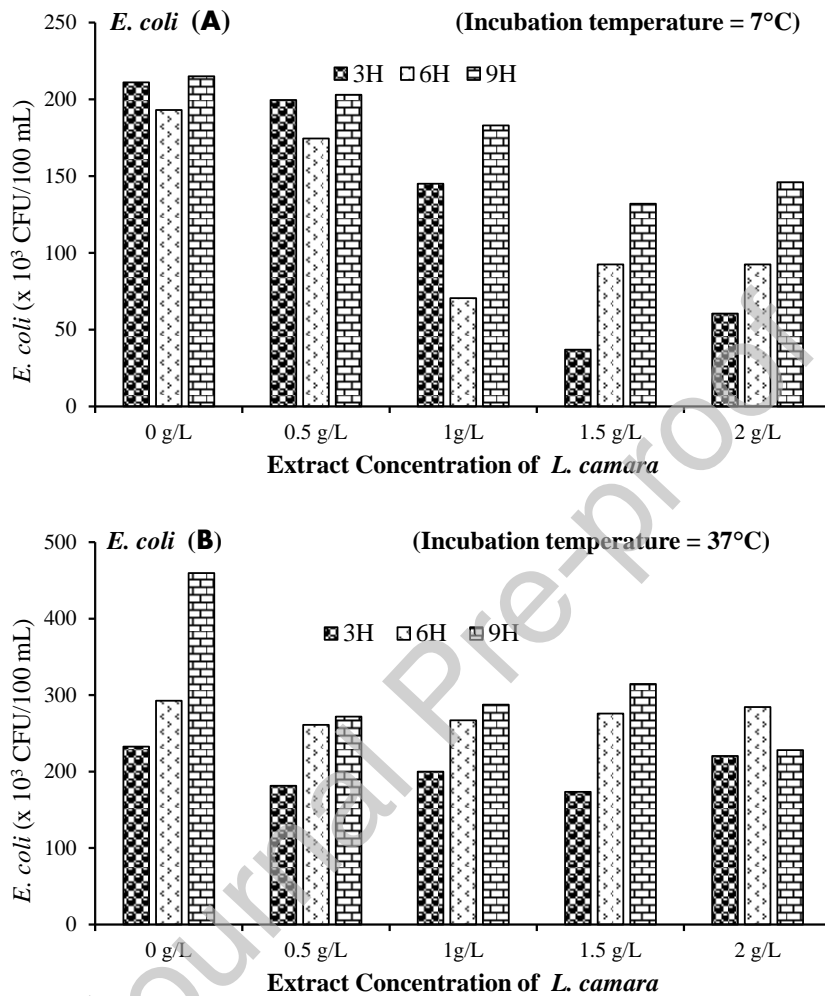 E. coli (A) (Incubation temperature = 7°C)
3H 6H 9H
E. coli (x 10³ CFU/100 mL)
250
200
150
100
50
0
0 g/L 0.5 g/L 1g/L 1.5 g/L 2 g/L
Extract Concentration of L. camara
E. coli (B) (Incubation temperature = 37°C)
3H 6H 9H
E. coli (x 10³ CFU/100 mL)
500
400
300
200
100
0
0 g/L 0.5 g/L 1g/L 1.5 g/L 2 g/L
Extract Concentration of L. camara
Journal Pre-proof